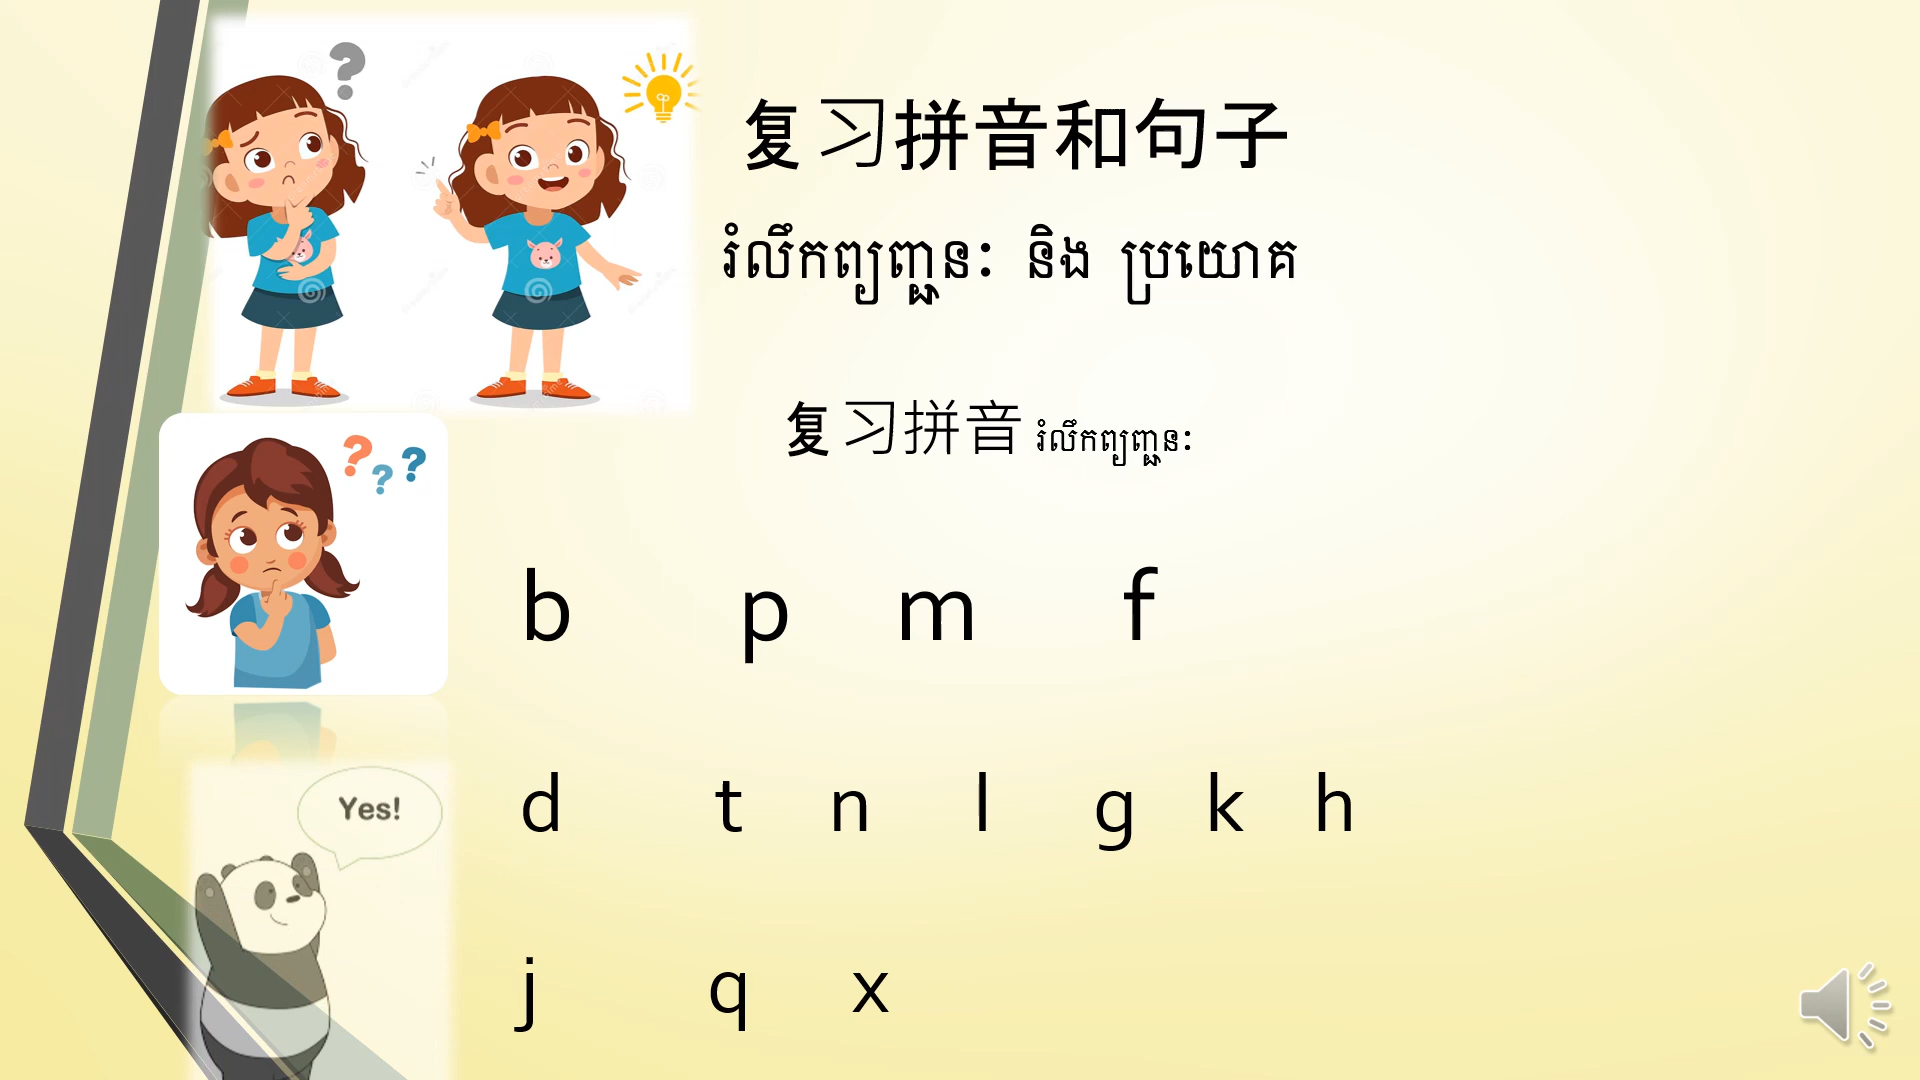 复习拼音和句子
រំលឹកព្យញ្ជនៈ និង ប្រយោគ
复习拼音 រំលឹកព្យញ្ជនៈ
b p m f
d t n l g k h
j q x
Yes!